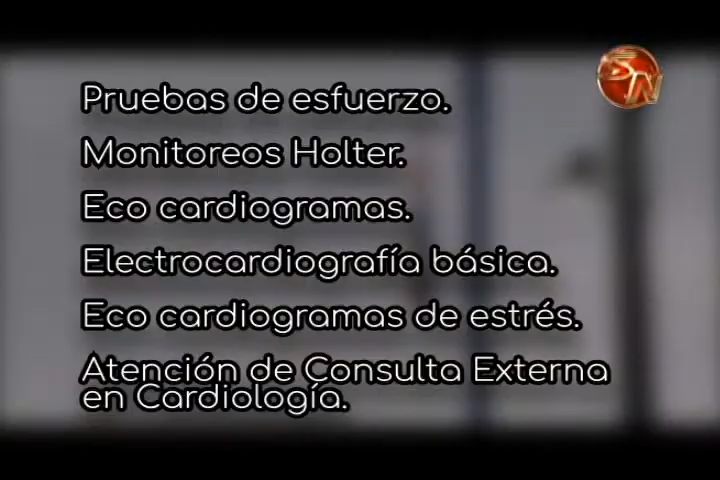 SN
Pruebas de esfuerzo.
Monitoreos Holter.
Eco cardiogramas.
Electrocardiografía básica.
Eco cardiogramas de estrés.
Atención de Consulta Externa
en Cardiología.